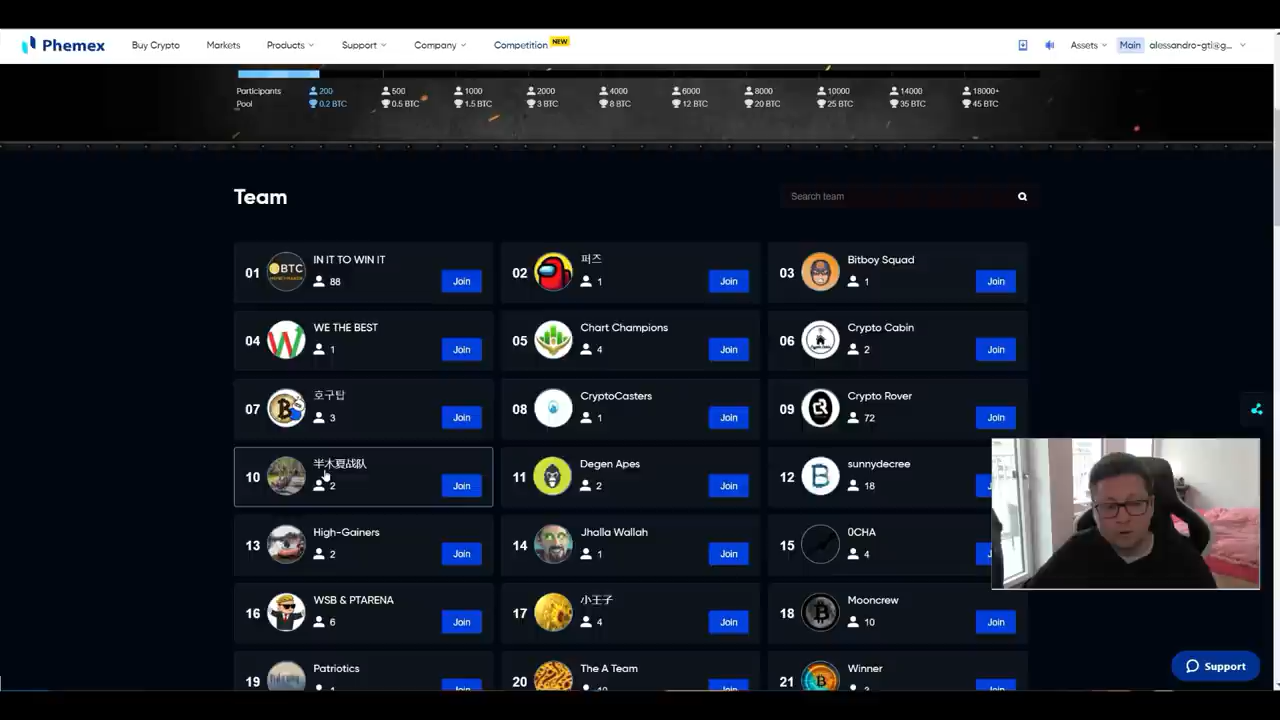 Phemex
Buy Crypto
Markets
Products
Support
Company
Competition
NEW
Assets
Main
alessandro-gti@g...
Participants
200
500
1000
2000
4000
6000
8000
10000
14000
18000+
Pool
0.2 BTC
0.5 BTC
1.5 BTC
3 BTC
8 BTC
12 BTC
20 BTC
25 BTC
35 BTC
45 BTC
Team
Search team
01
BTC
IN IT TO WIN IT
88
Join
02
퍼즈
1
Join
03
Bitboy Squad
1
Join
04
WE THE BEST
1
Join
05
Chart Champions
4
Join
06
Crypto Cabin
2
Join
07
호구탑
3
Join
08
CryptoCasters
1
Join
09
Crypto Rover
72
Join
10
半木夏战队
2
Join
11
Degen Apes
2
Join
12
sunnydecree
18
13
High-Gainers
2
Join
14
Jhalla Wallah
1
Join
15
0CHA
4
16
WSB & PTARENA
6
Join
17
小王子
4
Join
18
Mooncrew
10
Join
19
Patriotics
20
The A Team
21
Winner
Support